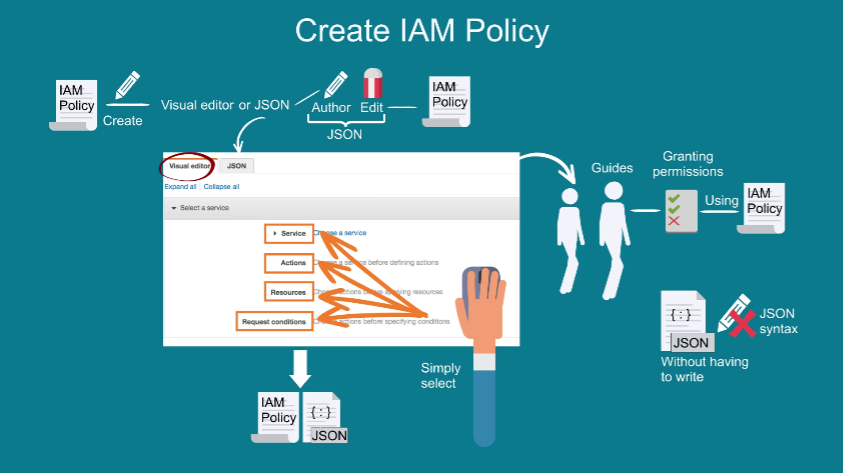 Create IAM Policy
IAM
Policy
Create
Visual editor or JSON
Author
Edit
JSON
IAM
Policy
Visual editor
JSON
Expand all | Collapse all
Select a service
Service
Choose a service
Actions
Choose a service before defining actions
Resources
Choose actions before applying resources
Request conditions
Choose actions before specifying conditions
Guides
Granting
permissions
Using
IAM
Policy
{:}
JSON
JSON
syntax
Without having
to write
Simply
select
IAM
Policy
{:}
JSON